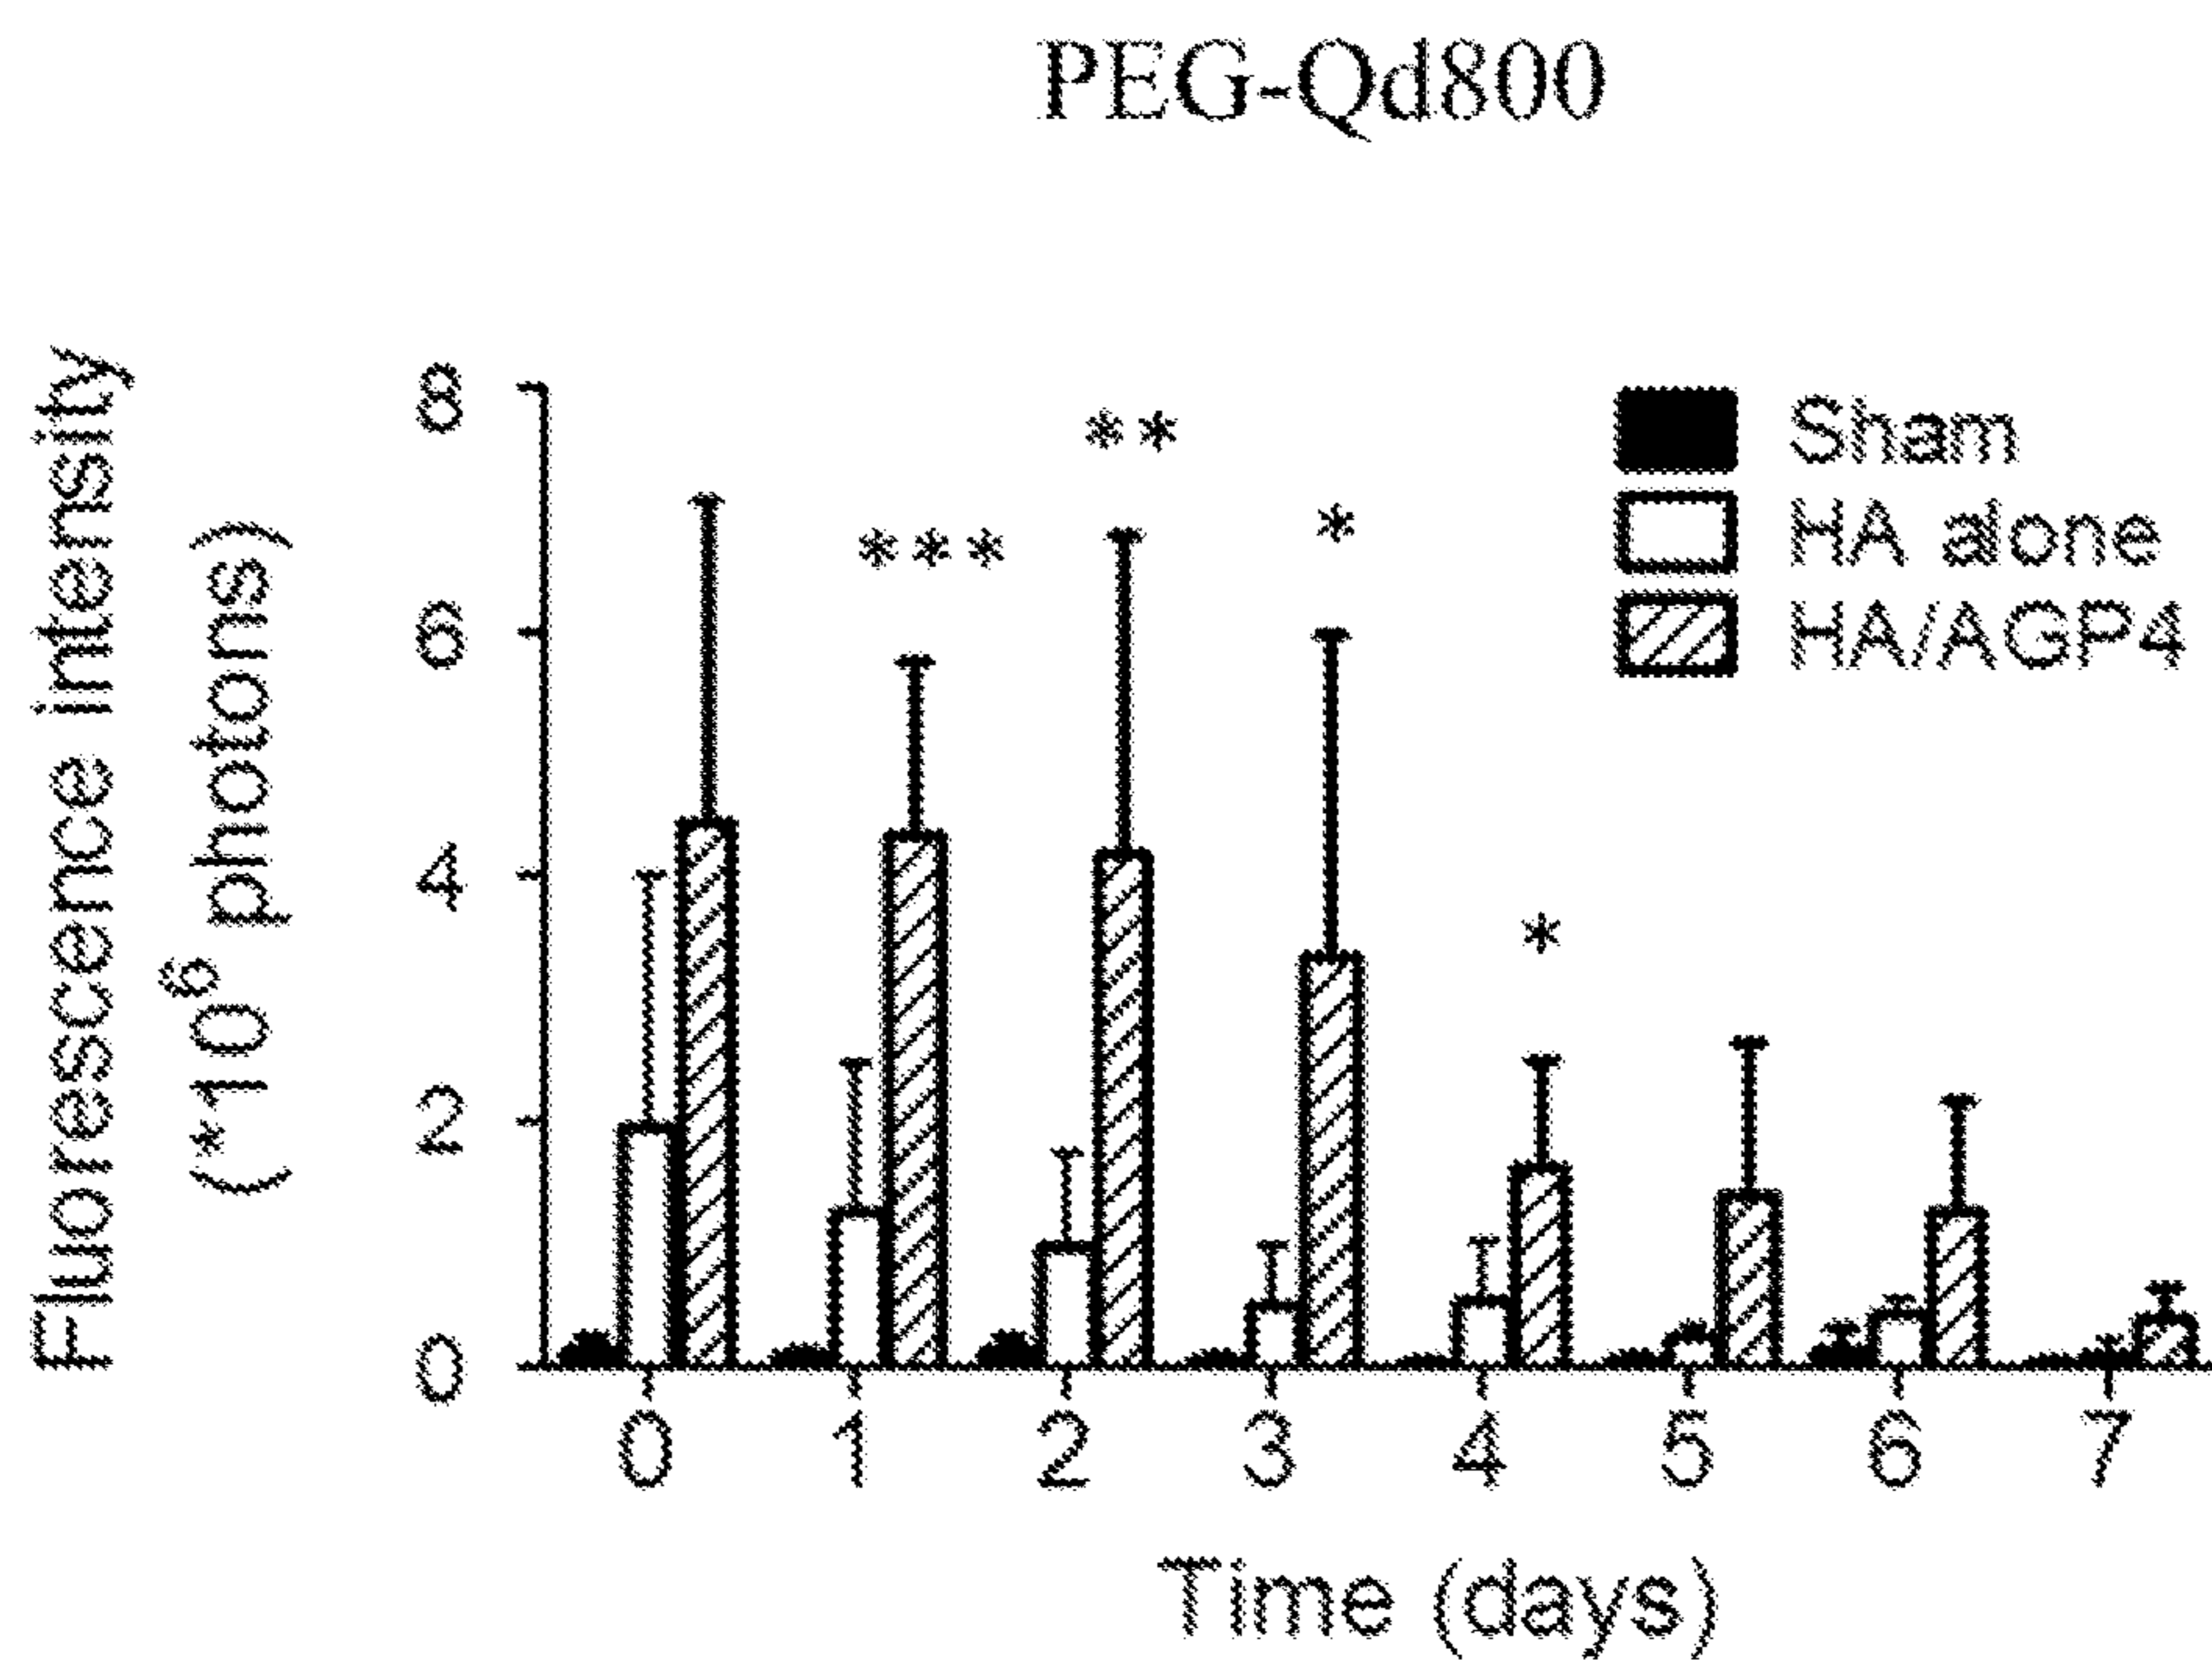 PEG-Qd800
Fluorescence intensity
(*10^6 photons)
8
6
4
2
0
***
**
*
*
Sham
HA alone
HA/AGP4
0 1 2 3 4 5 6 7
Time (days)